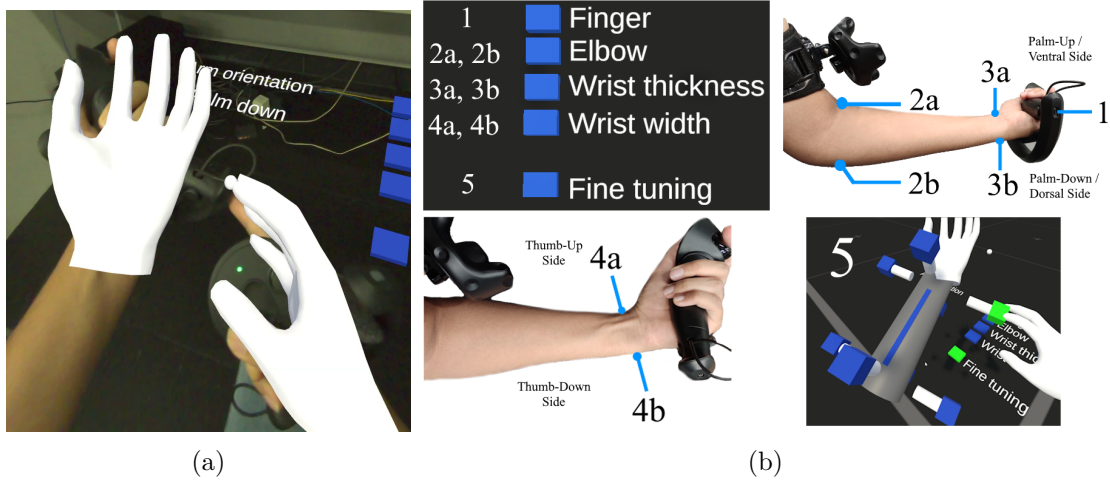 arm orientation
palm down
(a)
1 Finger
2a, 2b Elbow
3a, 3b Wrist thickness
4a, 4b Wrist width
5 Fine tuning
Palm-Up /
Ventral Side
3a
2a
1
2b
3b
Palm-Down /
Dorsal Side
Thumb-Up
Side
4a
Thumb-Down
Side
4b
5
Elbow
Wrist thic
Wris
Fine tuning
(b)